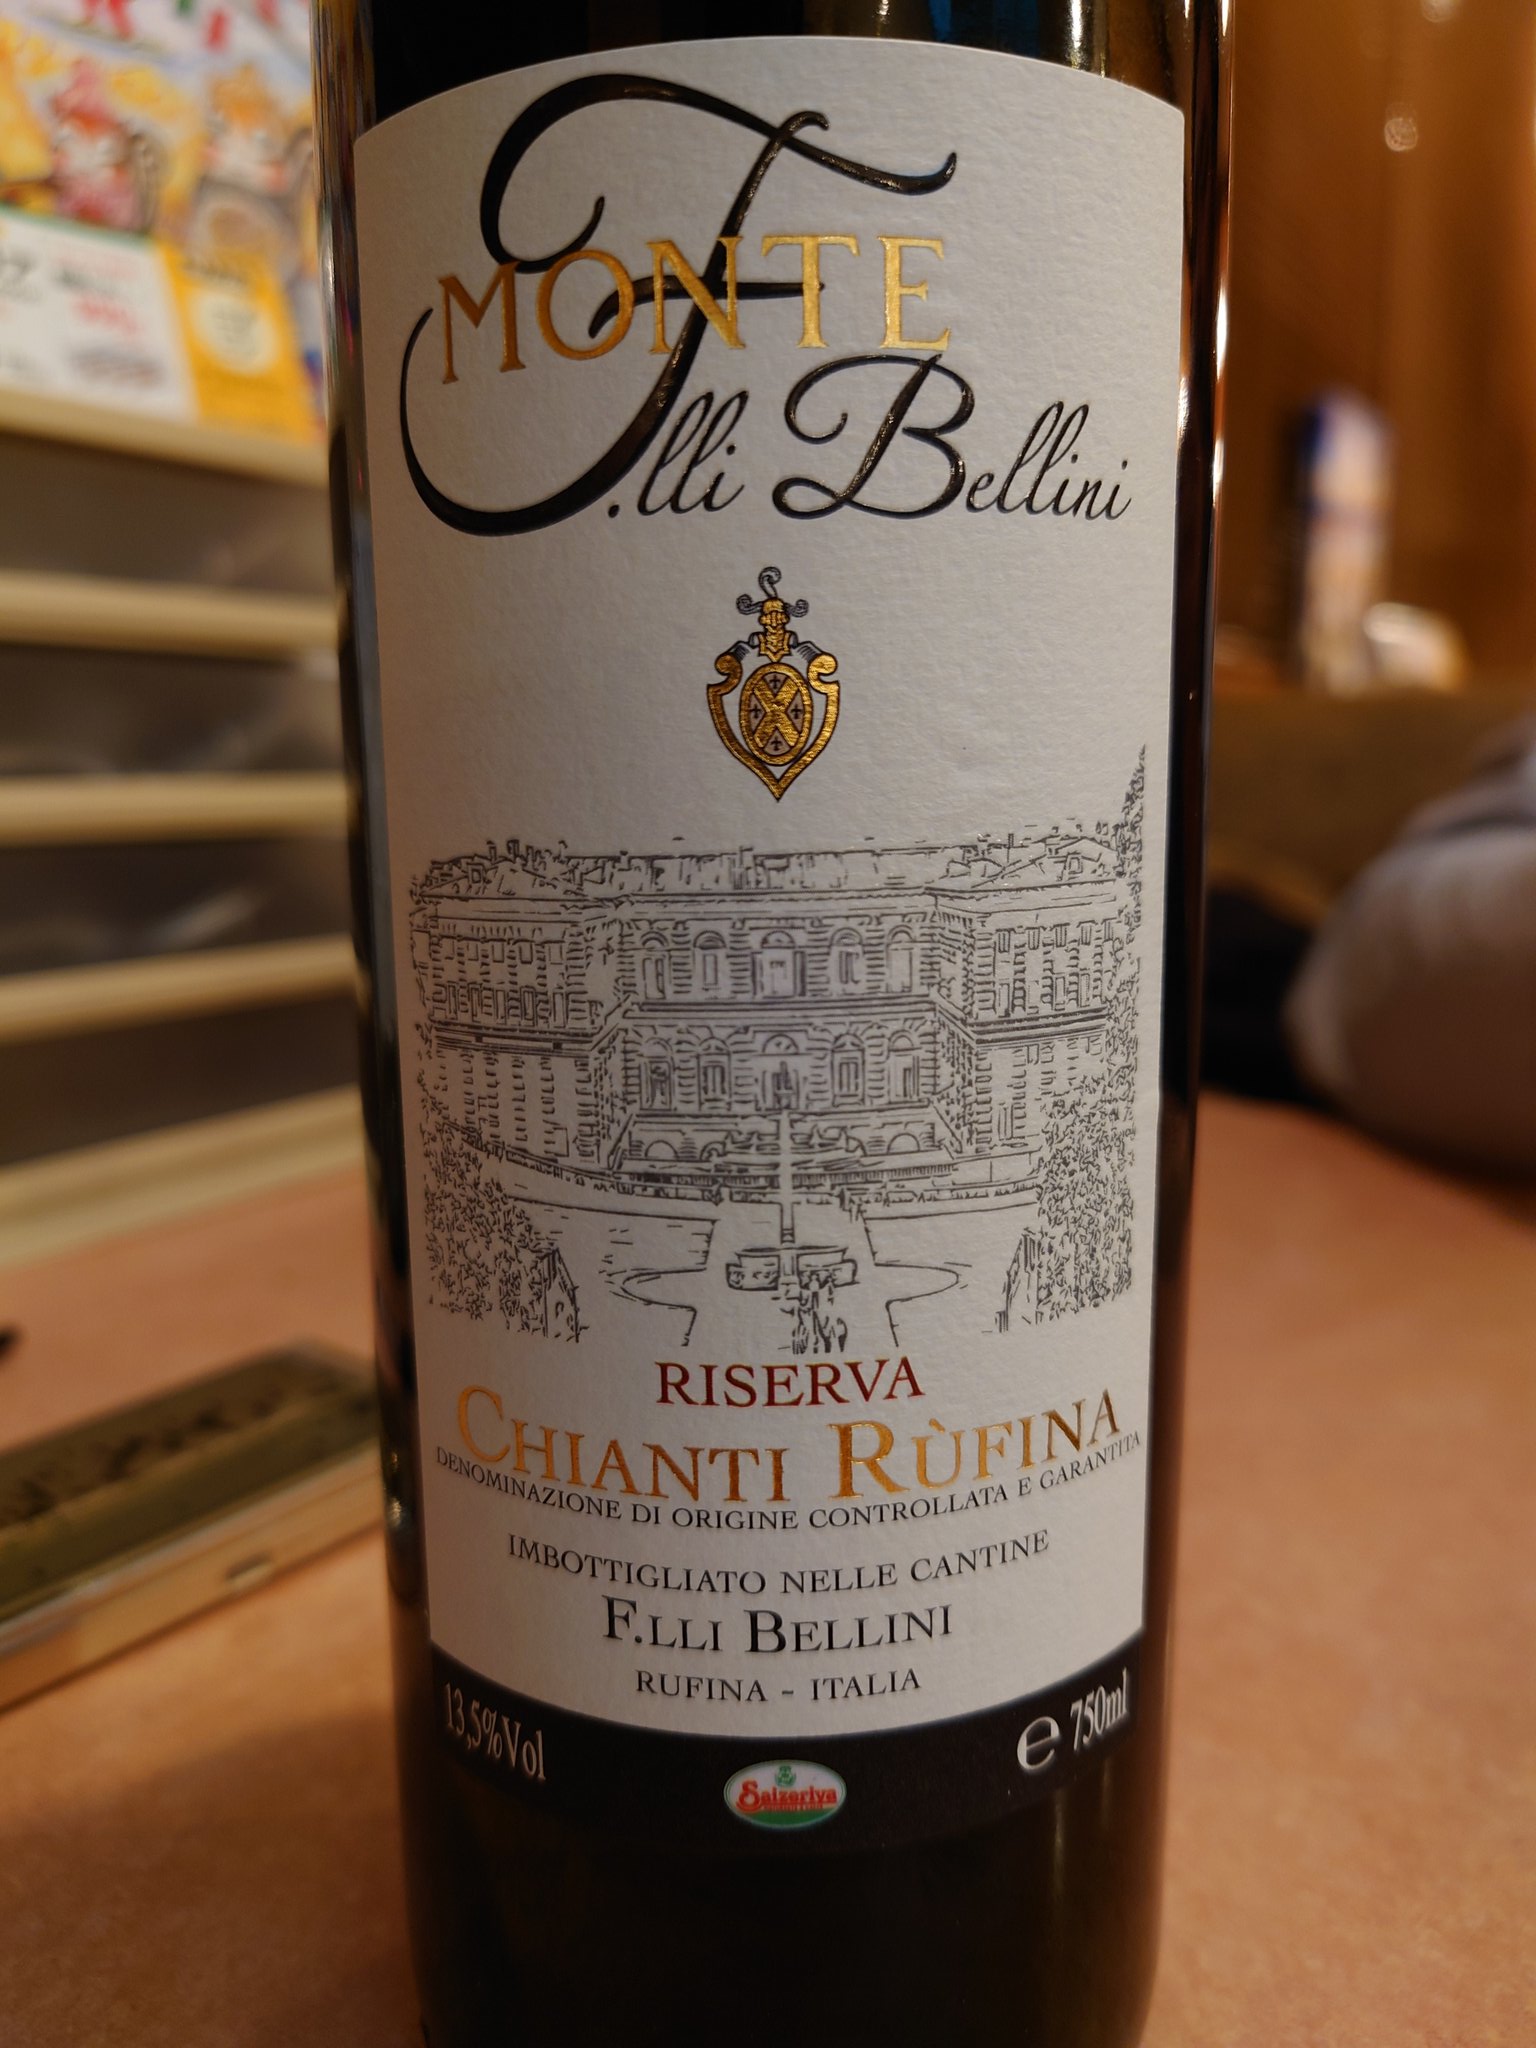 MONTE
F.lli Bellini
RISERVA
CHIANTI RÙFINA
DENOMINAZIONE DI ORIGINE CONTROLLATA E GARANTITA
IMBOTTIGLIATO NELLE CANTINE
F.LLI BELLINI
RUFINA - ITALIA
13,5%Vol
e 750ml
Saizeriya